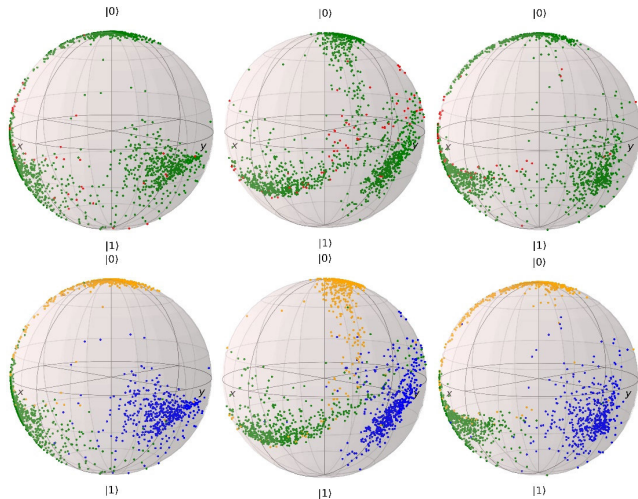 |0⟩ |0⟩ |0⟩
x y x y x y
|1⟩ |1⟩ |1⟩
|0⟩ |0⟩ |0⟩
x y x y x y
|1⟩ |1⟩ |1⟩